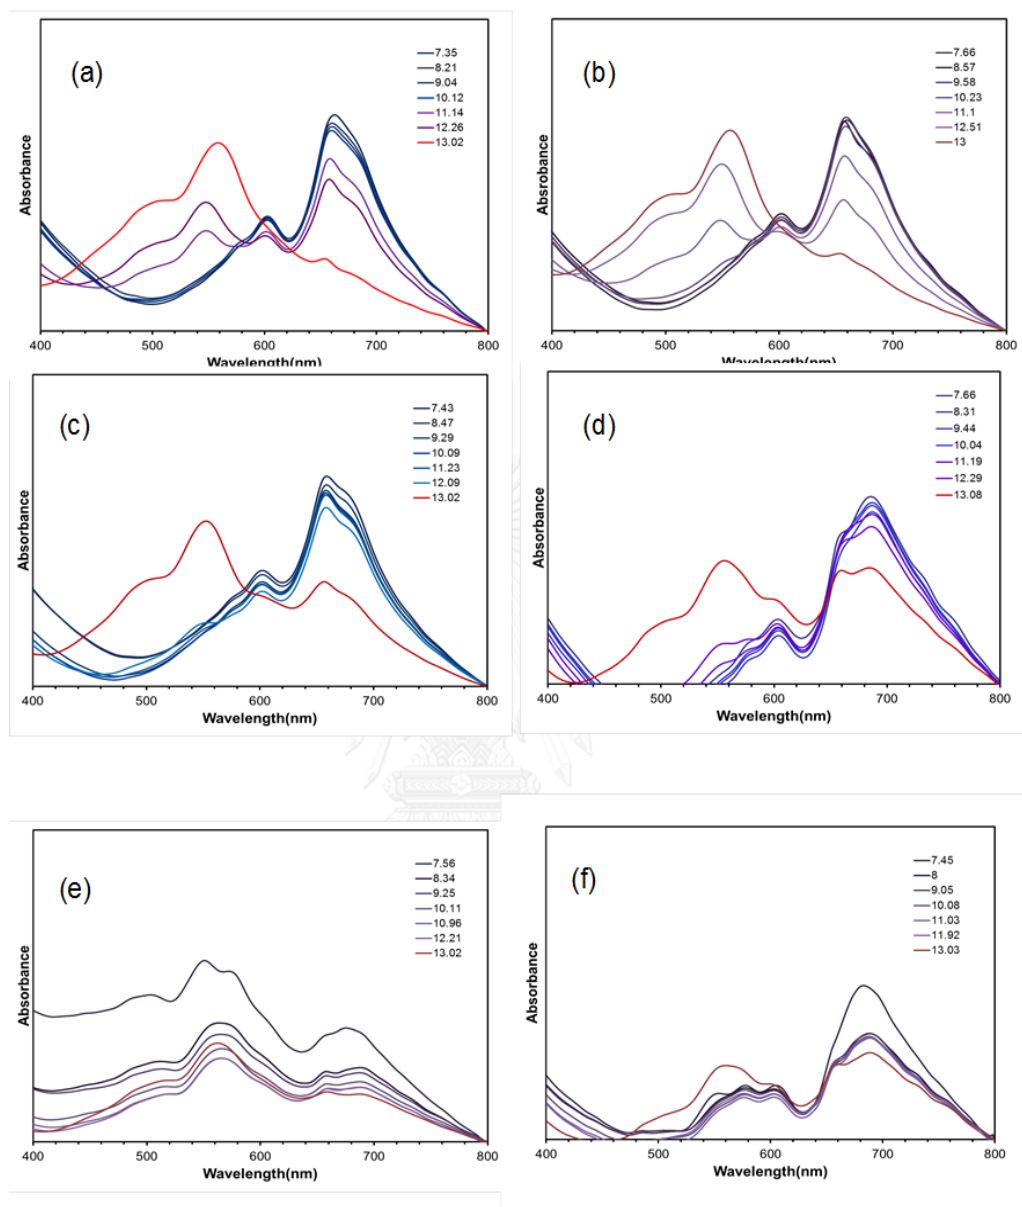 (a)
7.35
8.21
9.04
10.12
11.14
12.26
13.02
Absorbance
400 500 600 700 800
Wavelength(nm)
(b)
7.66
8.57
9.58
10.23
11.1
12.51
13
Absrobance
400 500 600 700 800
Wavelength(nm)
(c)
7.43
8.47
9.29
10.09
11.23
12.09
13.02
Absorbance
400 500 600 700 800
Wavelength(nm)
(d)
7.66
8.31
9.44
10.04
11.19
12.29
13.08
Absorbance
400 500 600 700 800
Wavelength(nm)
(e)
7.56
8.34
9.25
10.11
10.96
12.21
13.02
Absorbance
400 500 600 700 800
Wavelength(nm)
(f)
7.45
8
9.05
10.08
11.03
11.92
13.03
Absorbance
400 500 600 700 800
Wavelength(nm)